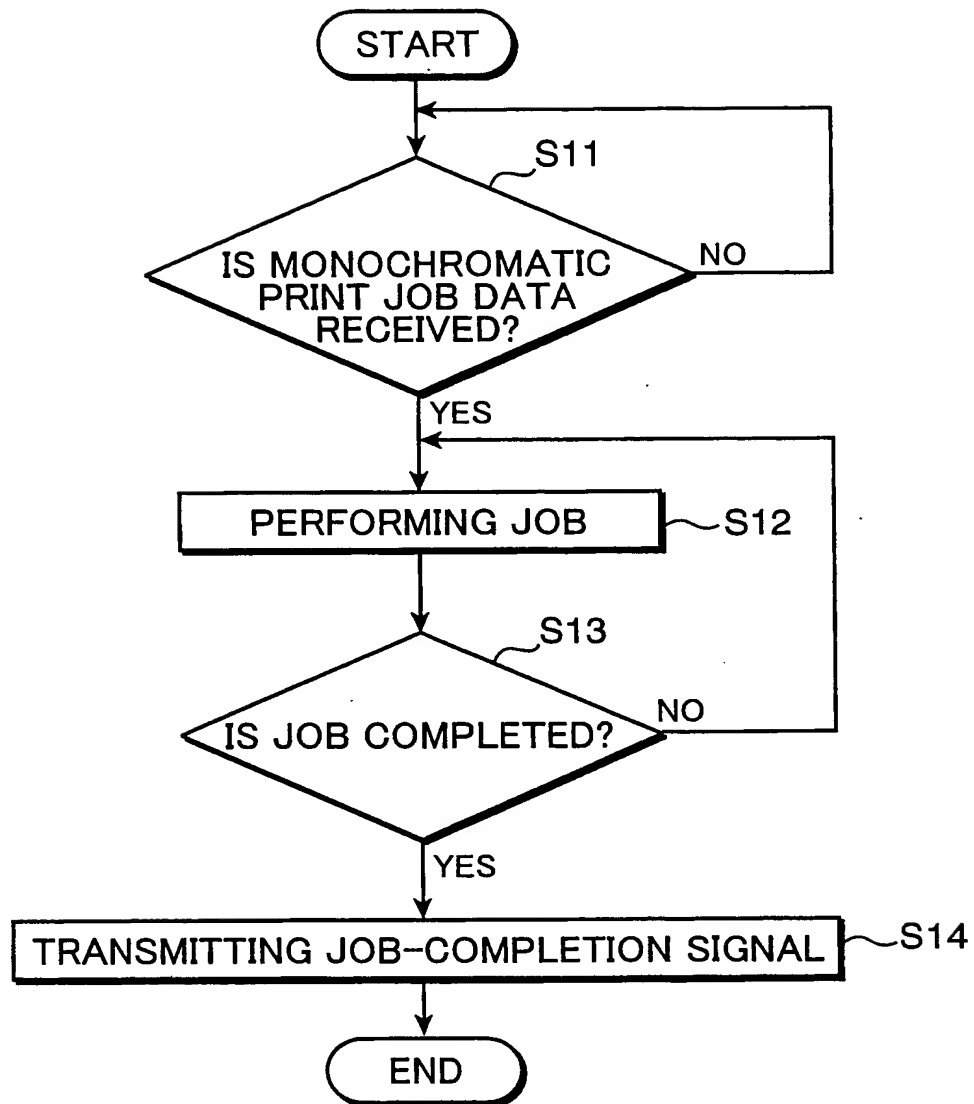 START
S11
IS MONOCHROMATIC
PRINT JOB DATA
RECEIVED?
NO
YES
PERFORMING JOB
S12
S13
IS JOB COMPLETED?
NO
YES
TRANSMITTING JOB-COMPLETION SIGNAL
S14
END